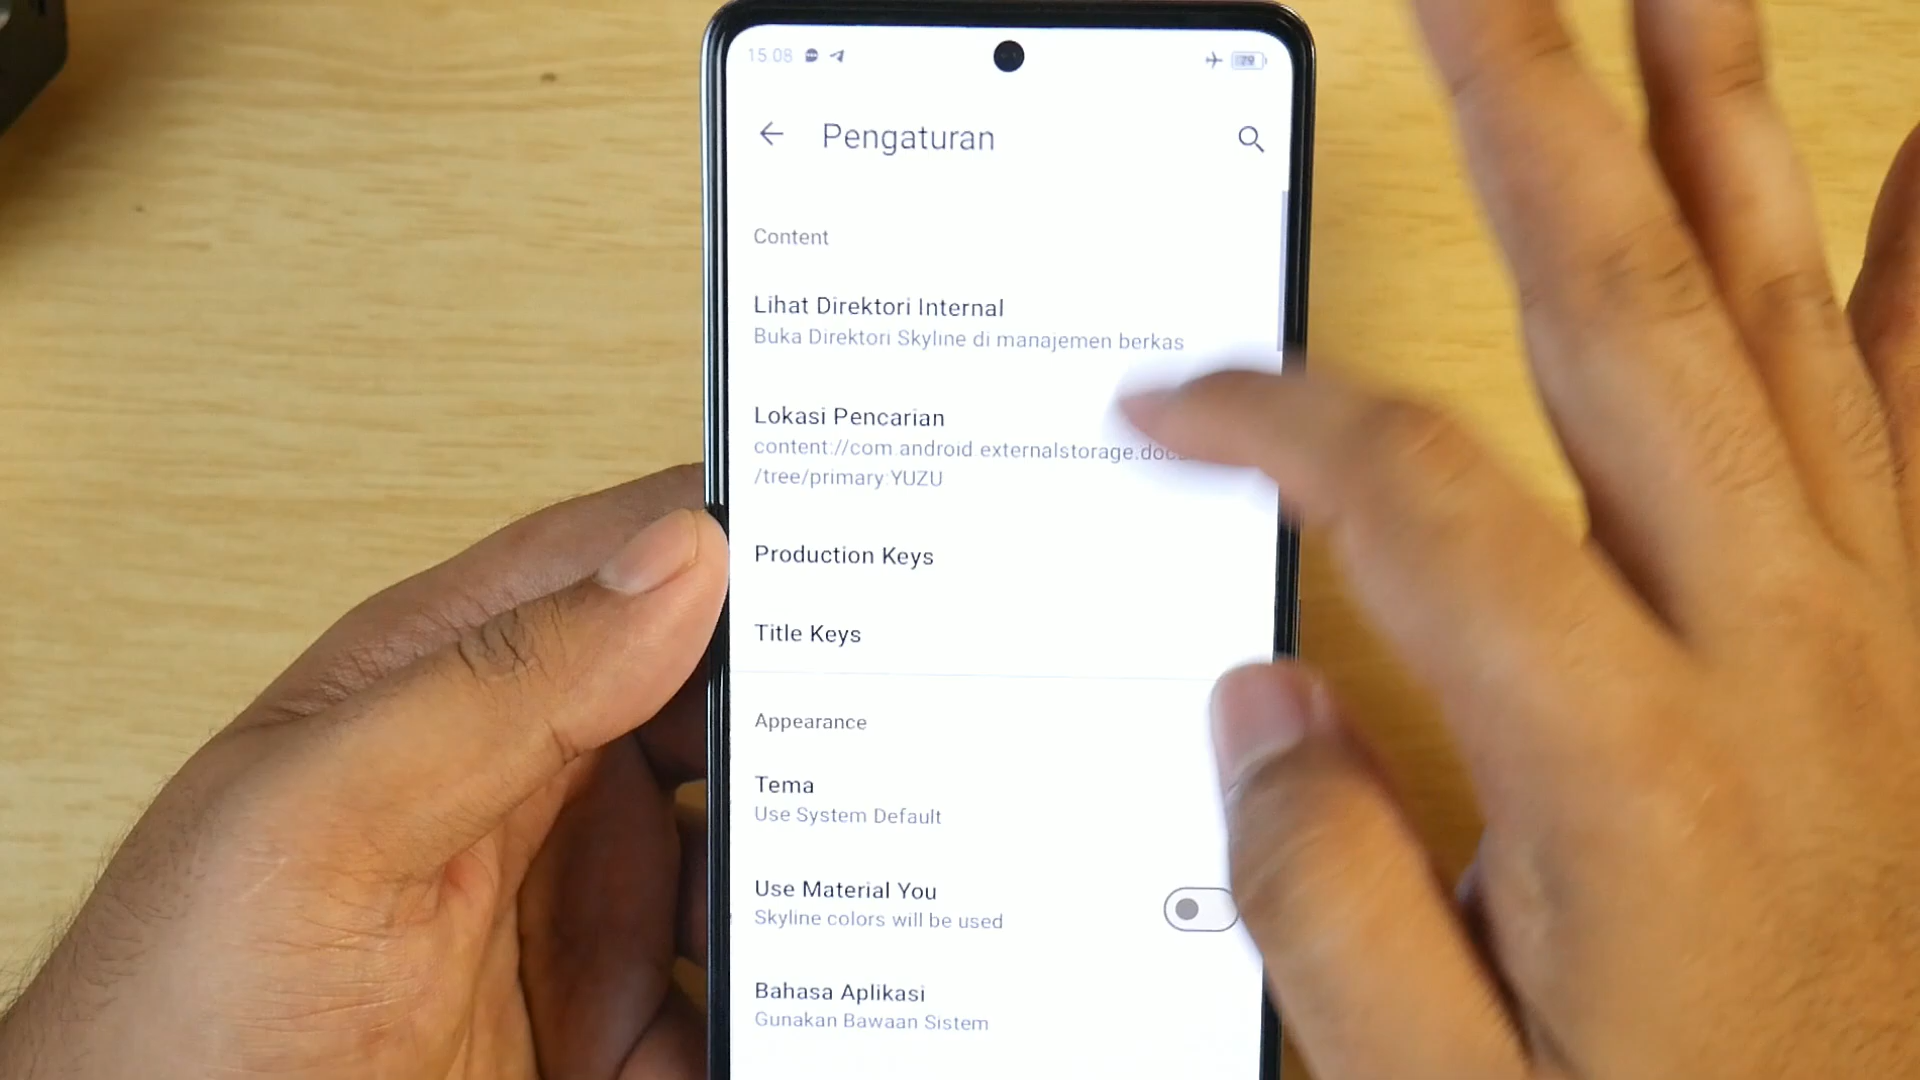 15.08
79
Pengaturan
Content
Lihat Direktori Internal
Buka Direktori Skyline di manajemen berkas
Lokasi Pencarian
content://com.android.externalstorage.doc
/tree/primary:YUZU
Production Keys
Title Keys
Appearance
Tema
Use System Default
Use Material You
Skyline colors will be used
Bahasa Aplikasi
Gunakan Bawaan Sistem